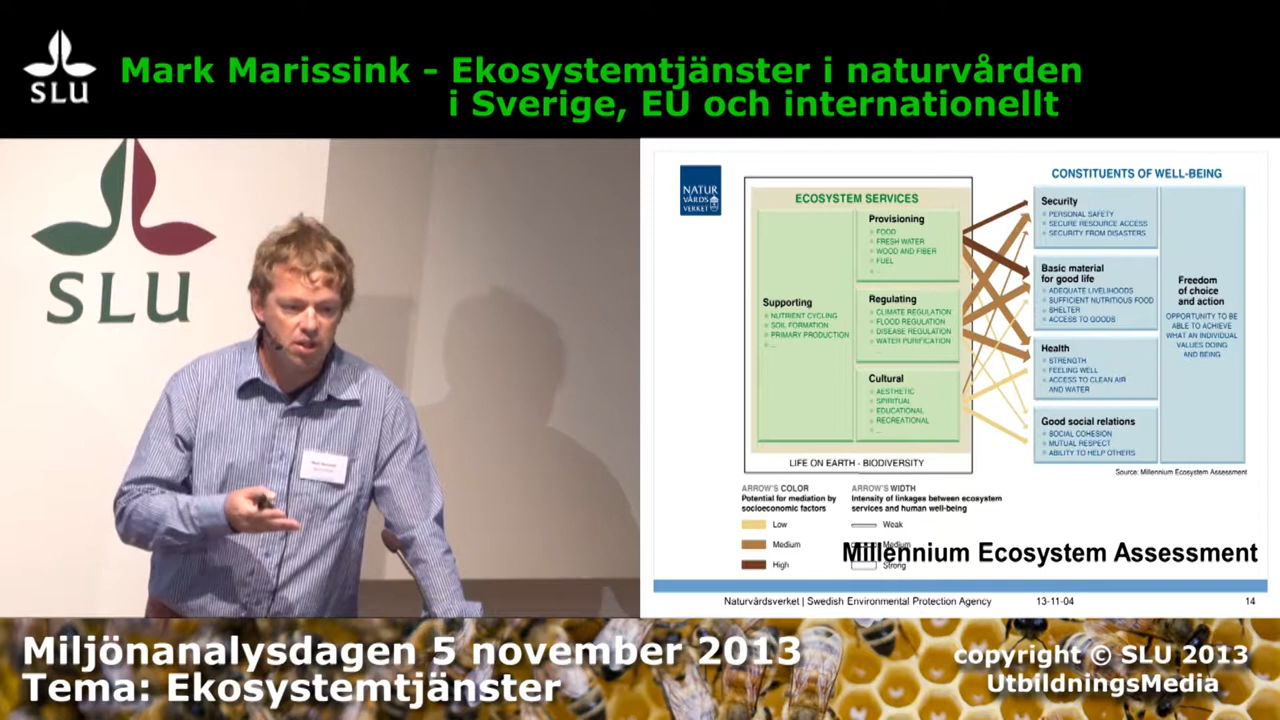 SLU
Mark Marissink - Ekosystemtjänster i naturvården
i Sverige, EU och internationellt
SLU
NATUR
VÅRDS
VERKET
ECOSYSTEM SERVICES
Supporting
NUTRIENT CYCLING
SOIL FORMATION
PRIMARY PRODUCTION
...
Provisioning
FOOD
FRESH WATER
WOOD AND FIBER
FUEL
...
Regulating
CLIMATE REGULATION
FLOOD REGULATION
DISEASE REGULATION
WATER PURIFICATION
...
Cultural
AESTHETIC
SPIRITUAL
EDUCATIONAL
RECREATIONAL
...
LIFE ON EARTH - BIODIVERSITY
CONSTITUENTS OF WELL-BEING
Security
PERSONAL SAFETY
SECURE RESOURCE ACCESS
SECURITY FROM DISASTERS
Basic material
for good life
ADEQUATE LIVELIHOODS
SUFFICIENT NUTRITIOUS FOOD
SHELTER
ACCESS TO GOODS
Health
STRENGTH
FEELING WELL
ACCESS TO CLEAN AIR
AND WATER
Good social relations
SOCIAL COHESION
MUTUAL RESPECT
ABILITY TO HELP OTHERS
Freedom
of choice
and action
OPPORTUNITY TO BE
ABLE TO ACHIEVE
WHAT AN INDIVIDUAL
VALUES DOING
AND BEING
Source: Millennium Ecosystem Assessment
ARROW'S COLOR
Potential for mediation by
socioeconomic factors
Low
Medium
High
ARROW'S WIDTH
Intensity of linkages between ecosystem
services and human well-being
Weak
Medium
Strong
Millennium Ecosystem Assessment
Naturvårdsverket | Swedish Environmental Protection Agency 13-11-04 14
Miljönanalysdagen 5 november 2013
Tema: Ekosystemtjänster
copyright © SLU 2013
UtbildningsMedia